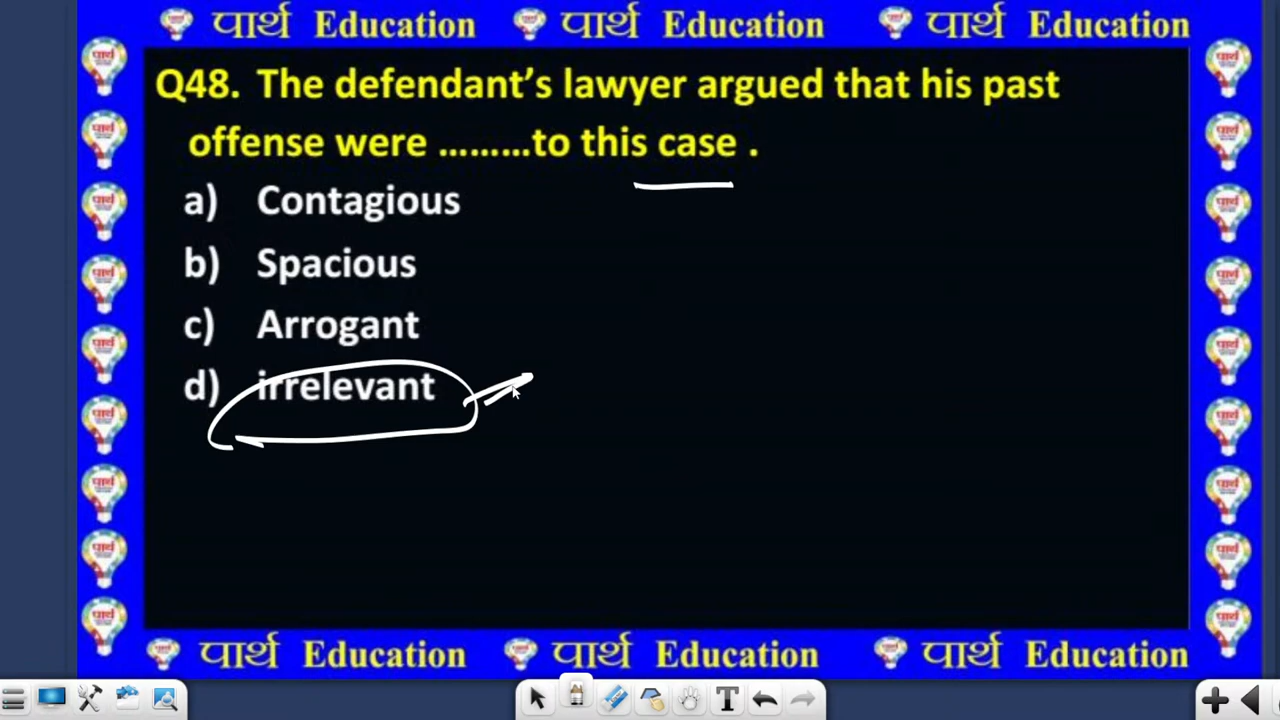 पार्थ Education पार्थ Education पार्थ Education
Q48. The defendant’s lawyer argued that his past
offense were ………to this case .
a) Contagious
b) Spacious
c) Arrogant
d) irrelevant
पार्थ Education पार्थ Education पार्थ Education